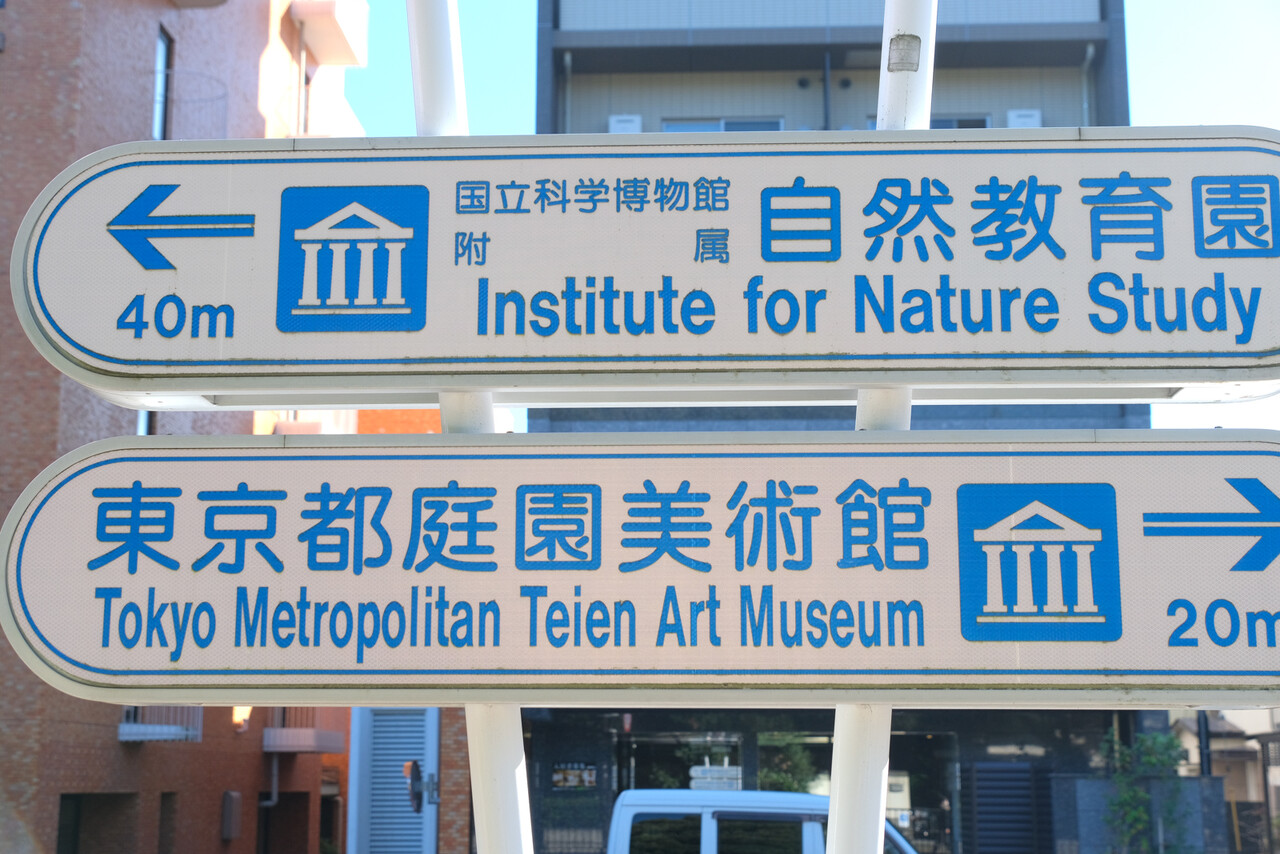 国立科学博物館
附属
自然教育園
40m
Institute for Nature Study
東京都庭園美術館
Tokyo Metropolitan Teien Art Museum
20m